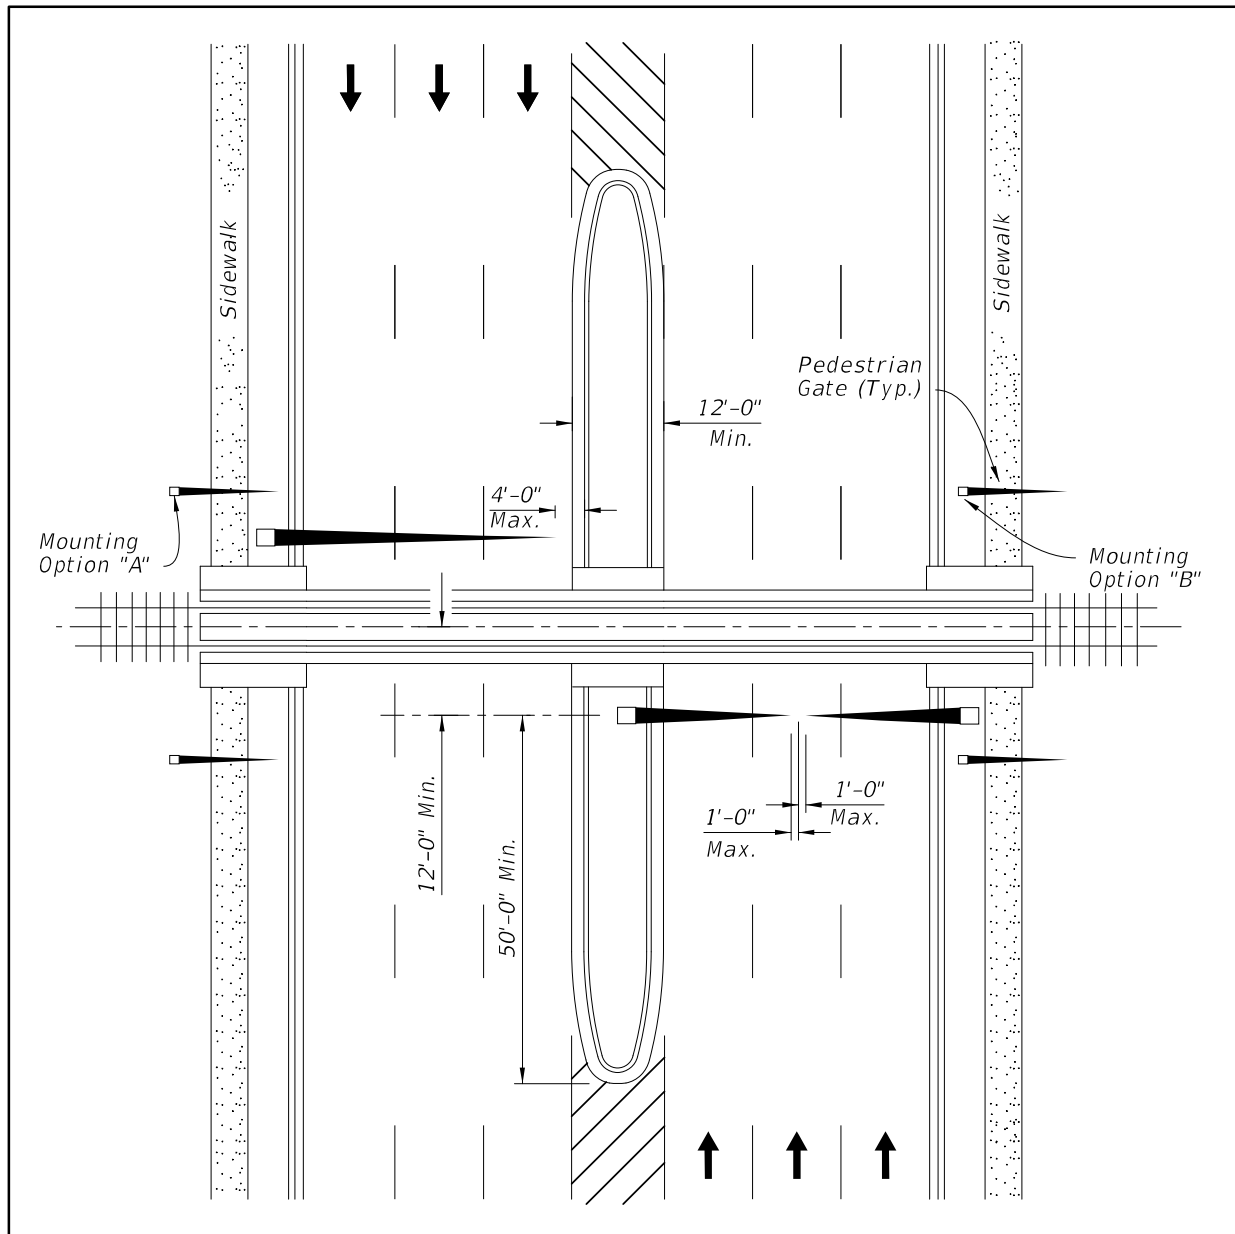 Sidewalk
Sidewalk
Pedestrian
Gate (Typ.)
12'-0"
Min.
4'-0"
Max.
Mounting
Option "A"
Mounting
Option "B"
12'-0" Min.
50'-0" Min.
1'-0"
Max.
1'-0"
Max.